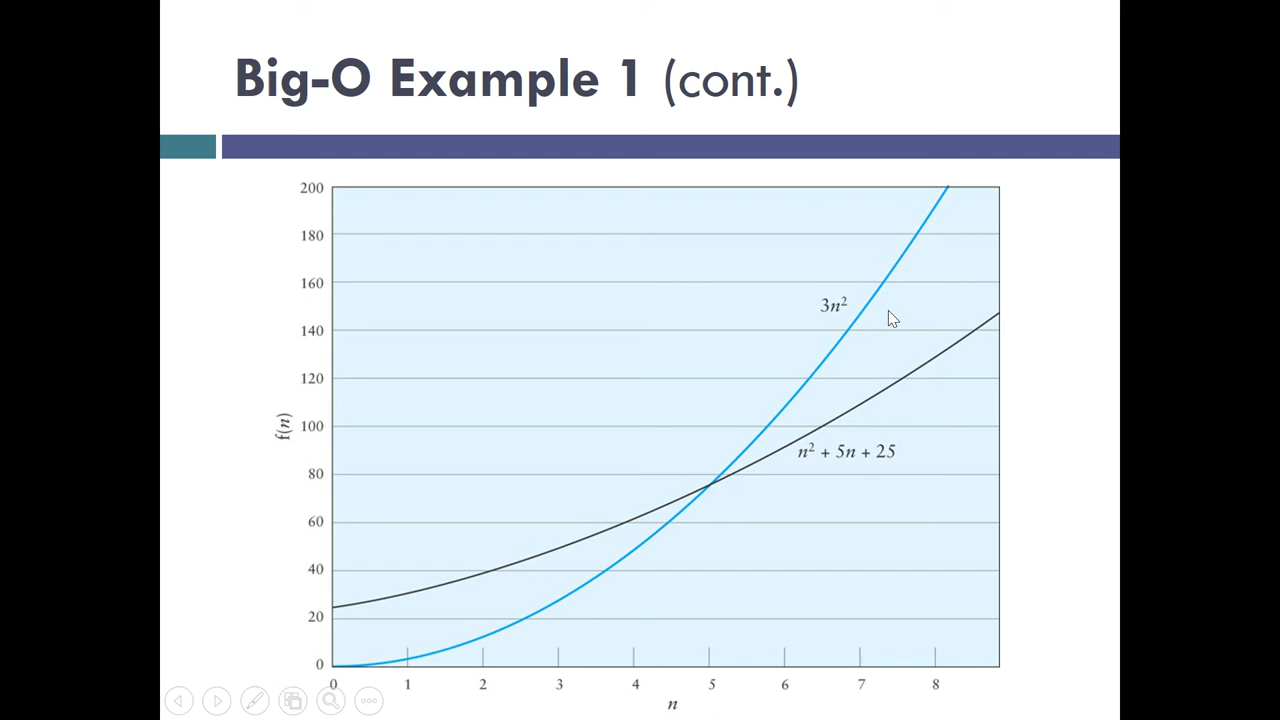 Big-O Example 1 (cont.)
200
180
160
3n²
140
120
100
f(n)
n² + 5n + 25
80
60
40
20
0
0 1 2 3 4 5 6 7 8
n